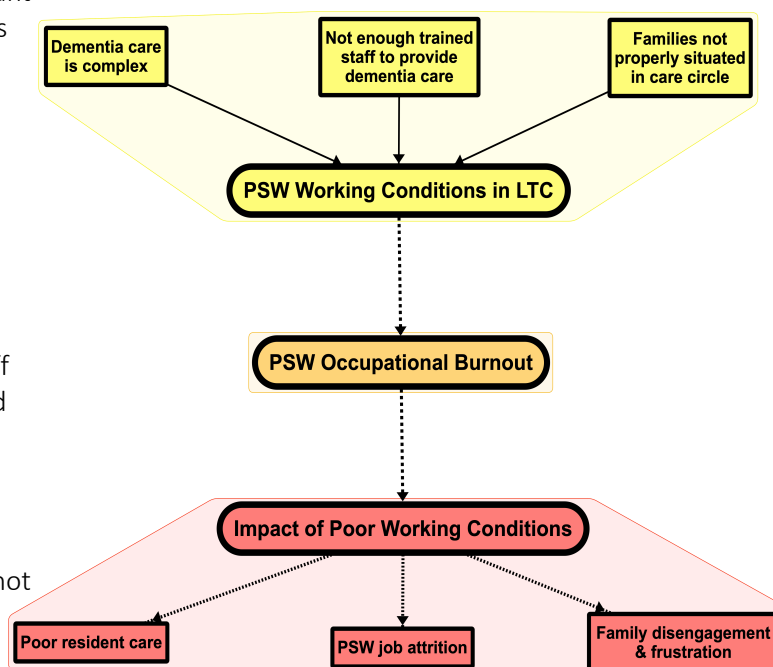 s
Dementia care
is complex
Not enough trained
staff to provide
dementia care
Families not
properly situated
in care circle
PSW Working Conditions in LTC
PSW Occupational Burnout
f
d
Impact of Poor Working Conditions
not
Poor resident care
PSW job attrition
Family disengagement
& frustration